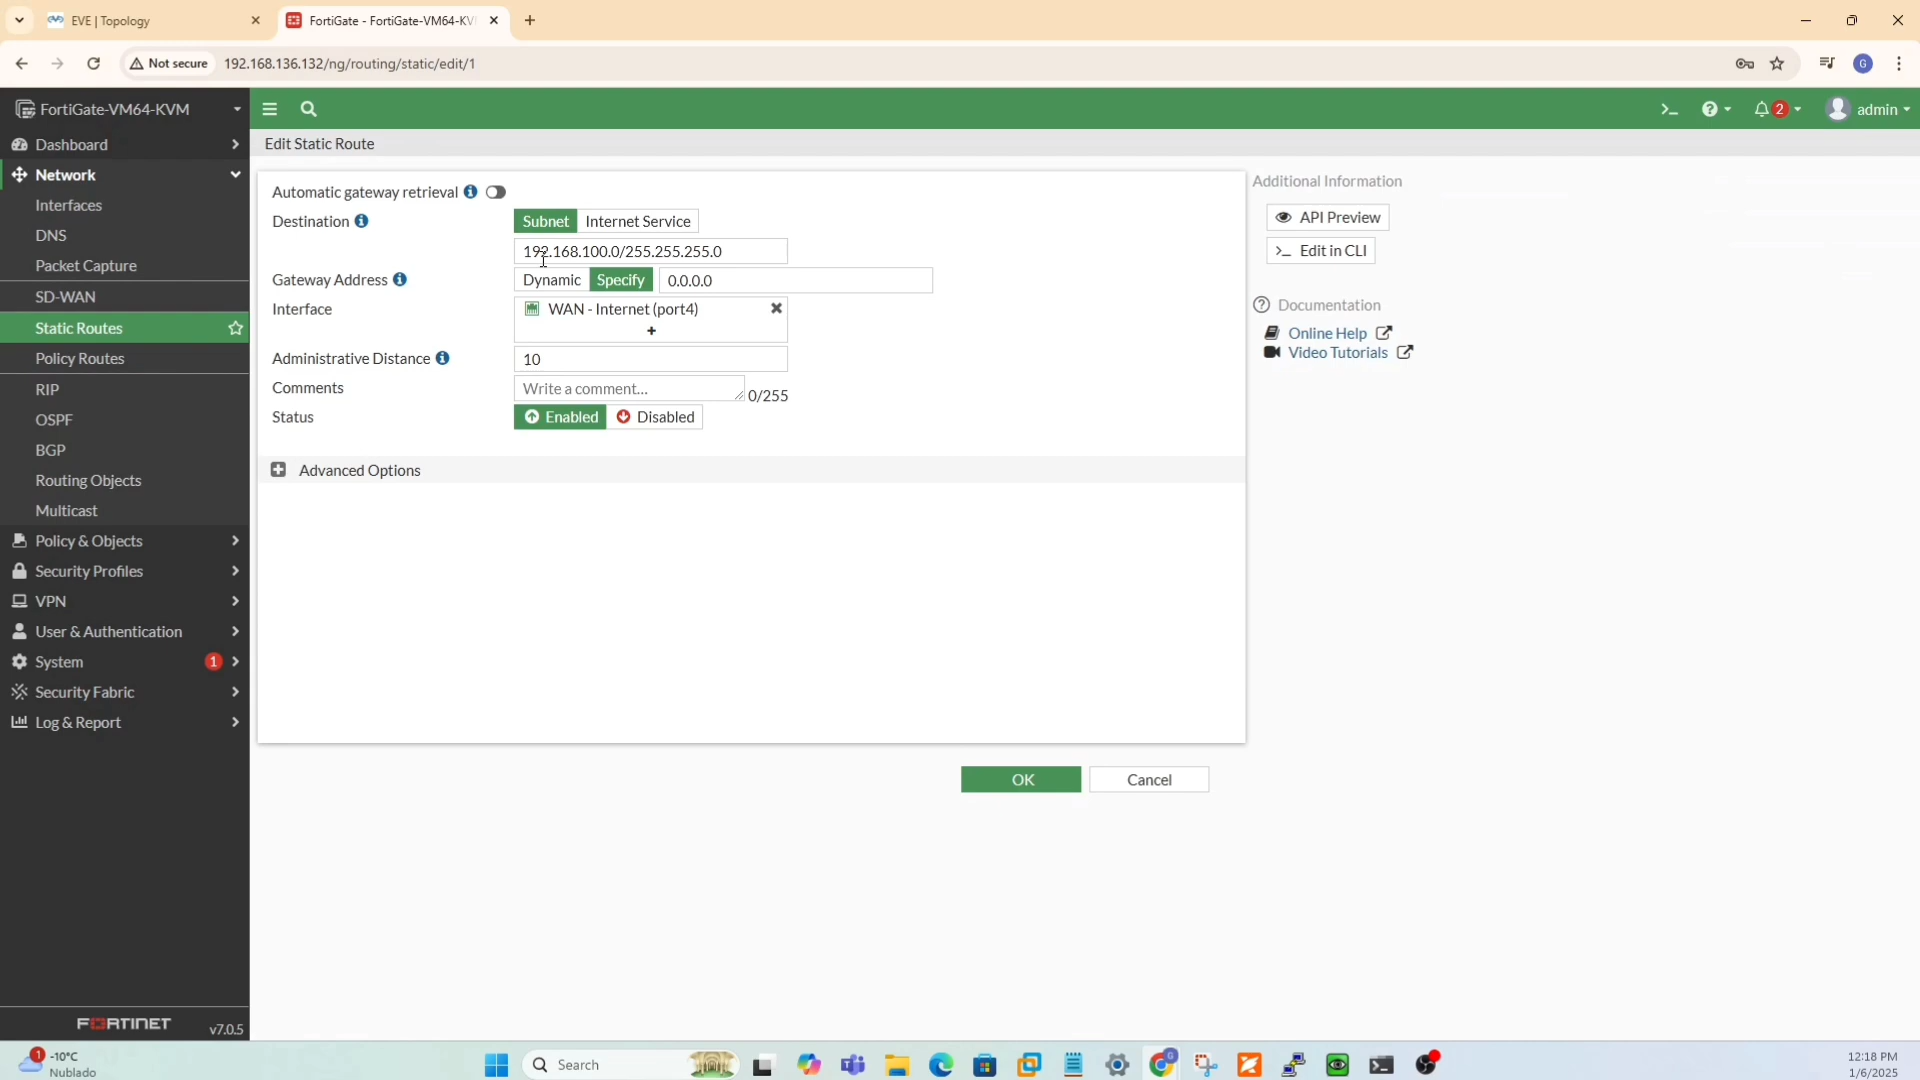 EVE | Topology
FortiGate - FortiGate-VM64-KV
Not secure
192.168.136.132/ng/routing/static/edit/1
G
FortiGate-VM64-KVM
2
admin
Dashboard
Edit Static Route
Network
Interfaces
DNS
Packet Capture
SD-WAN
Static Routes
Policy Routes
RIP
OSPF
BGP
Routing Objects
Multicast
Policy & Objects
Security Profiles
VPN
User & Authentication
System
1
Security Fabric
Log & Report
FORTINET
v7.0.5
Automatic gateway retrieval
Destination
Subnet
Internet Service
192.168.100.0/255.255.255.0
Gateway Address
Dynamic
Specify
0.0.0.0
Interface
WAN - Internet (port4)
Administrative Distance
10
Comments
Write a comment...
0/255
Status
Enabled
Disabled
Advanced Options
OK
Cancel
Additional Information
API Preview
Edit in CLI
Documentation
Online Help
Video Tutorials
1
-10°C
Nublado
Search
G
12:18 PM
1/6/2025